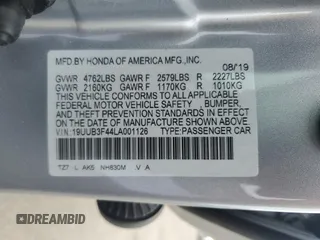 MFD. BY HONDA OF AMERICA MFG., INC.
08/19
GVWR 4762LBS GAWR F 2579LBS R 2227LBS
GVWR 2160KG GAWR F 1170KG R 1010KG
THIS VEHICLE CONFORMS TO ALL APPLICABLE
FEDERAL MOTOR VEHICLE SAFETY, BUMPER,
AND THEFT PREVENTION STANDARDS IN
EFFECT ON THE DATE OF MANUFACTURE
SHOWN ABOVE.
V.I.N: 19UUB3F44LA001126 TYPE: PASSENGER CAR
TZ7 L AK5 NH830M V A
DREAMBID